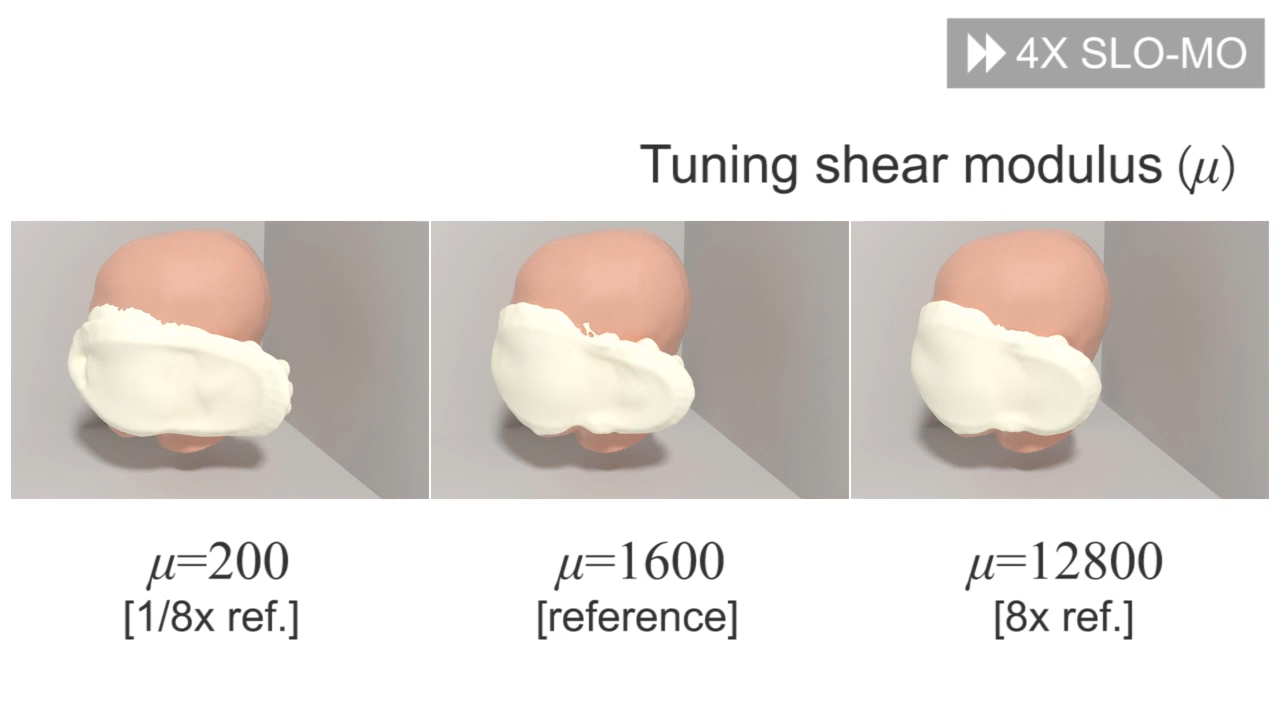 4X SLO-MO
Tuning shear modulus (μ)
μ=200
[1/8x ref.]
μ=1600
[reference]
μ=12800
[8x ref.]